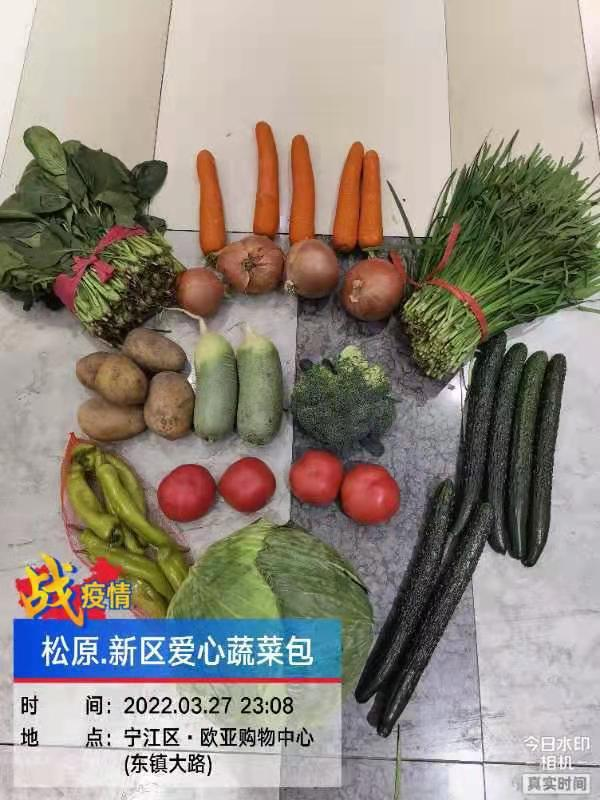 战疫情
松原.新区爱心蔬菜包
时 间：2022.03.27 23:08
地 点：宁江区·欧亚购物中心
(东镇大路)
今日水印
相机
真实时间